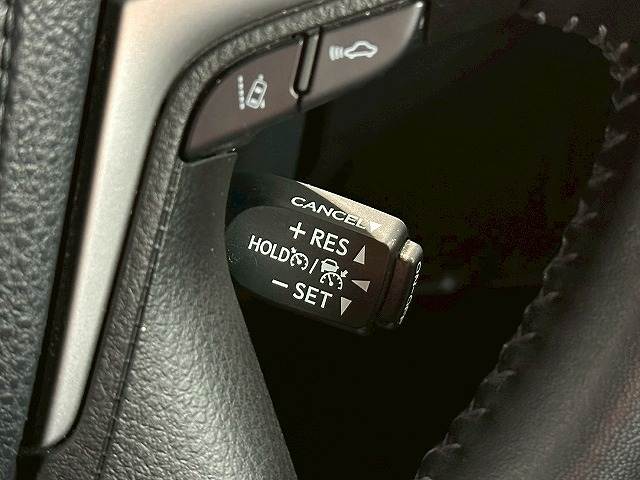 CANCEL▼
+ RES ▲
HOLD / ◀
− SET ▼